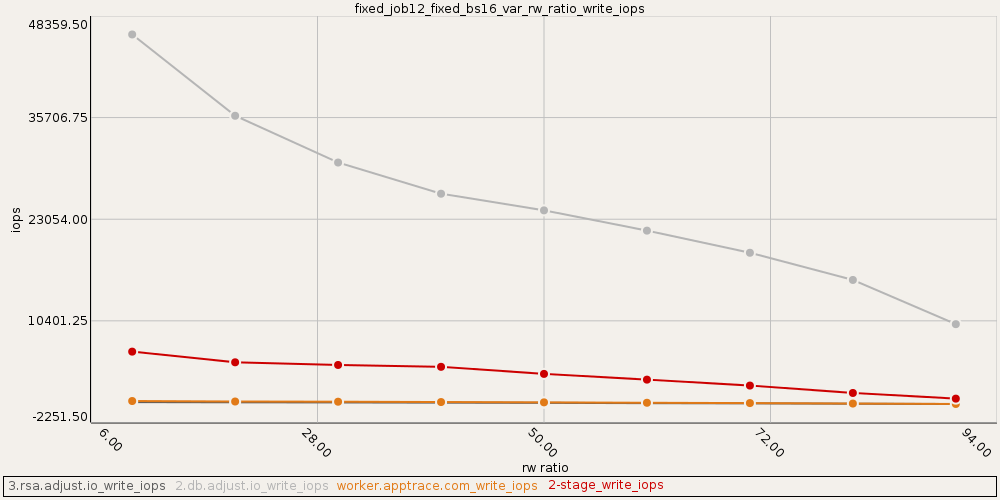 fixed_job12_fixed_bs16_var_rw_ratio_write_iops
48359.50
35706.75
23054.00
10401.25
-2251.50
iops
6.00 28.00 50.00 72.00 94.00
rw ratio
3.rsa.adjust.io_write_iops 2.db.adjust.io_write_iops worker.apptrace.com_write_iops 2-stage_write_iops